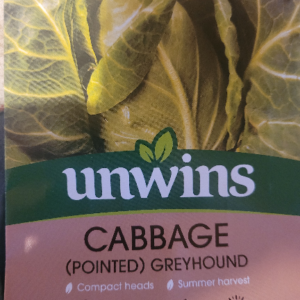 unwins
CABBAGE
(POINTED) GREYHOUND
Compact heads Summer harvest